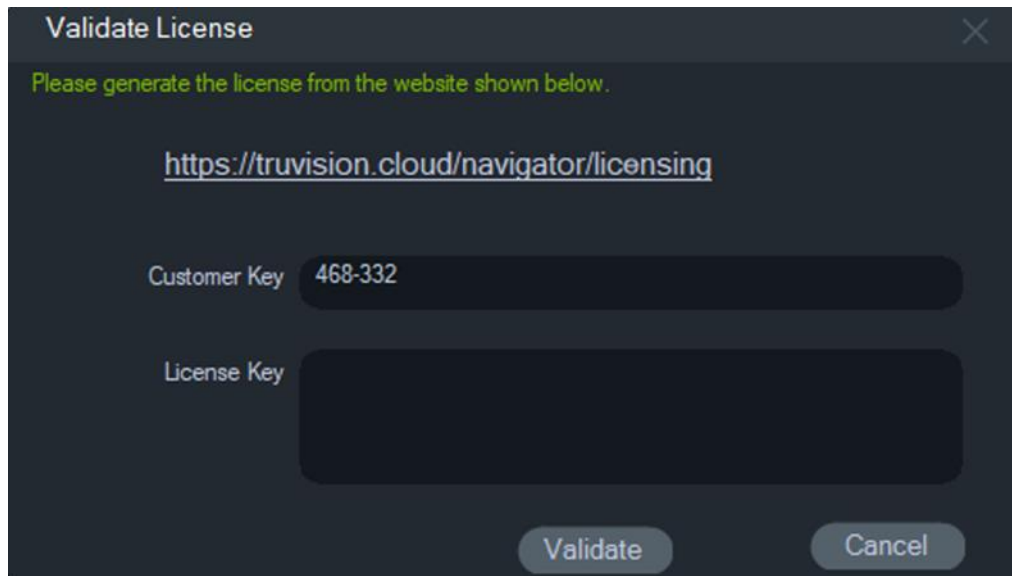 Validate License
Please generate the license from the website shown below.
https://truvision.cloud/navigator/licensing
Customer Key 468-332
License Key
Validate Cancel